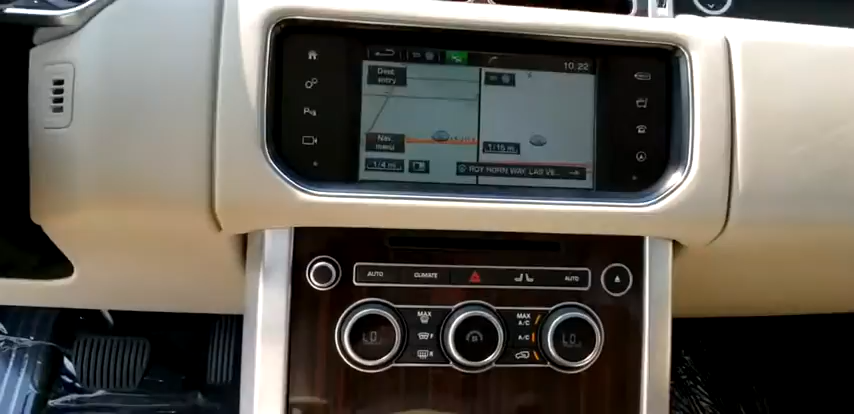 10:22
Dest.
entry
Nav.
menu
1/4 mi
1/16 mi
ROY HORN WAY, LAS VE...
AUTO CLIMATE AUTO
MAX MAX
A/C
LO LO
F A/C
R